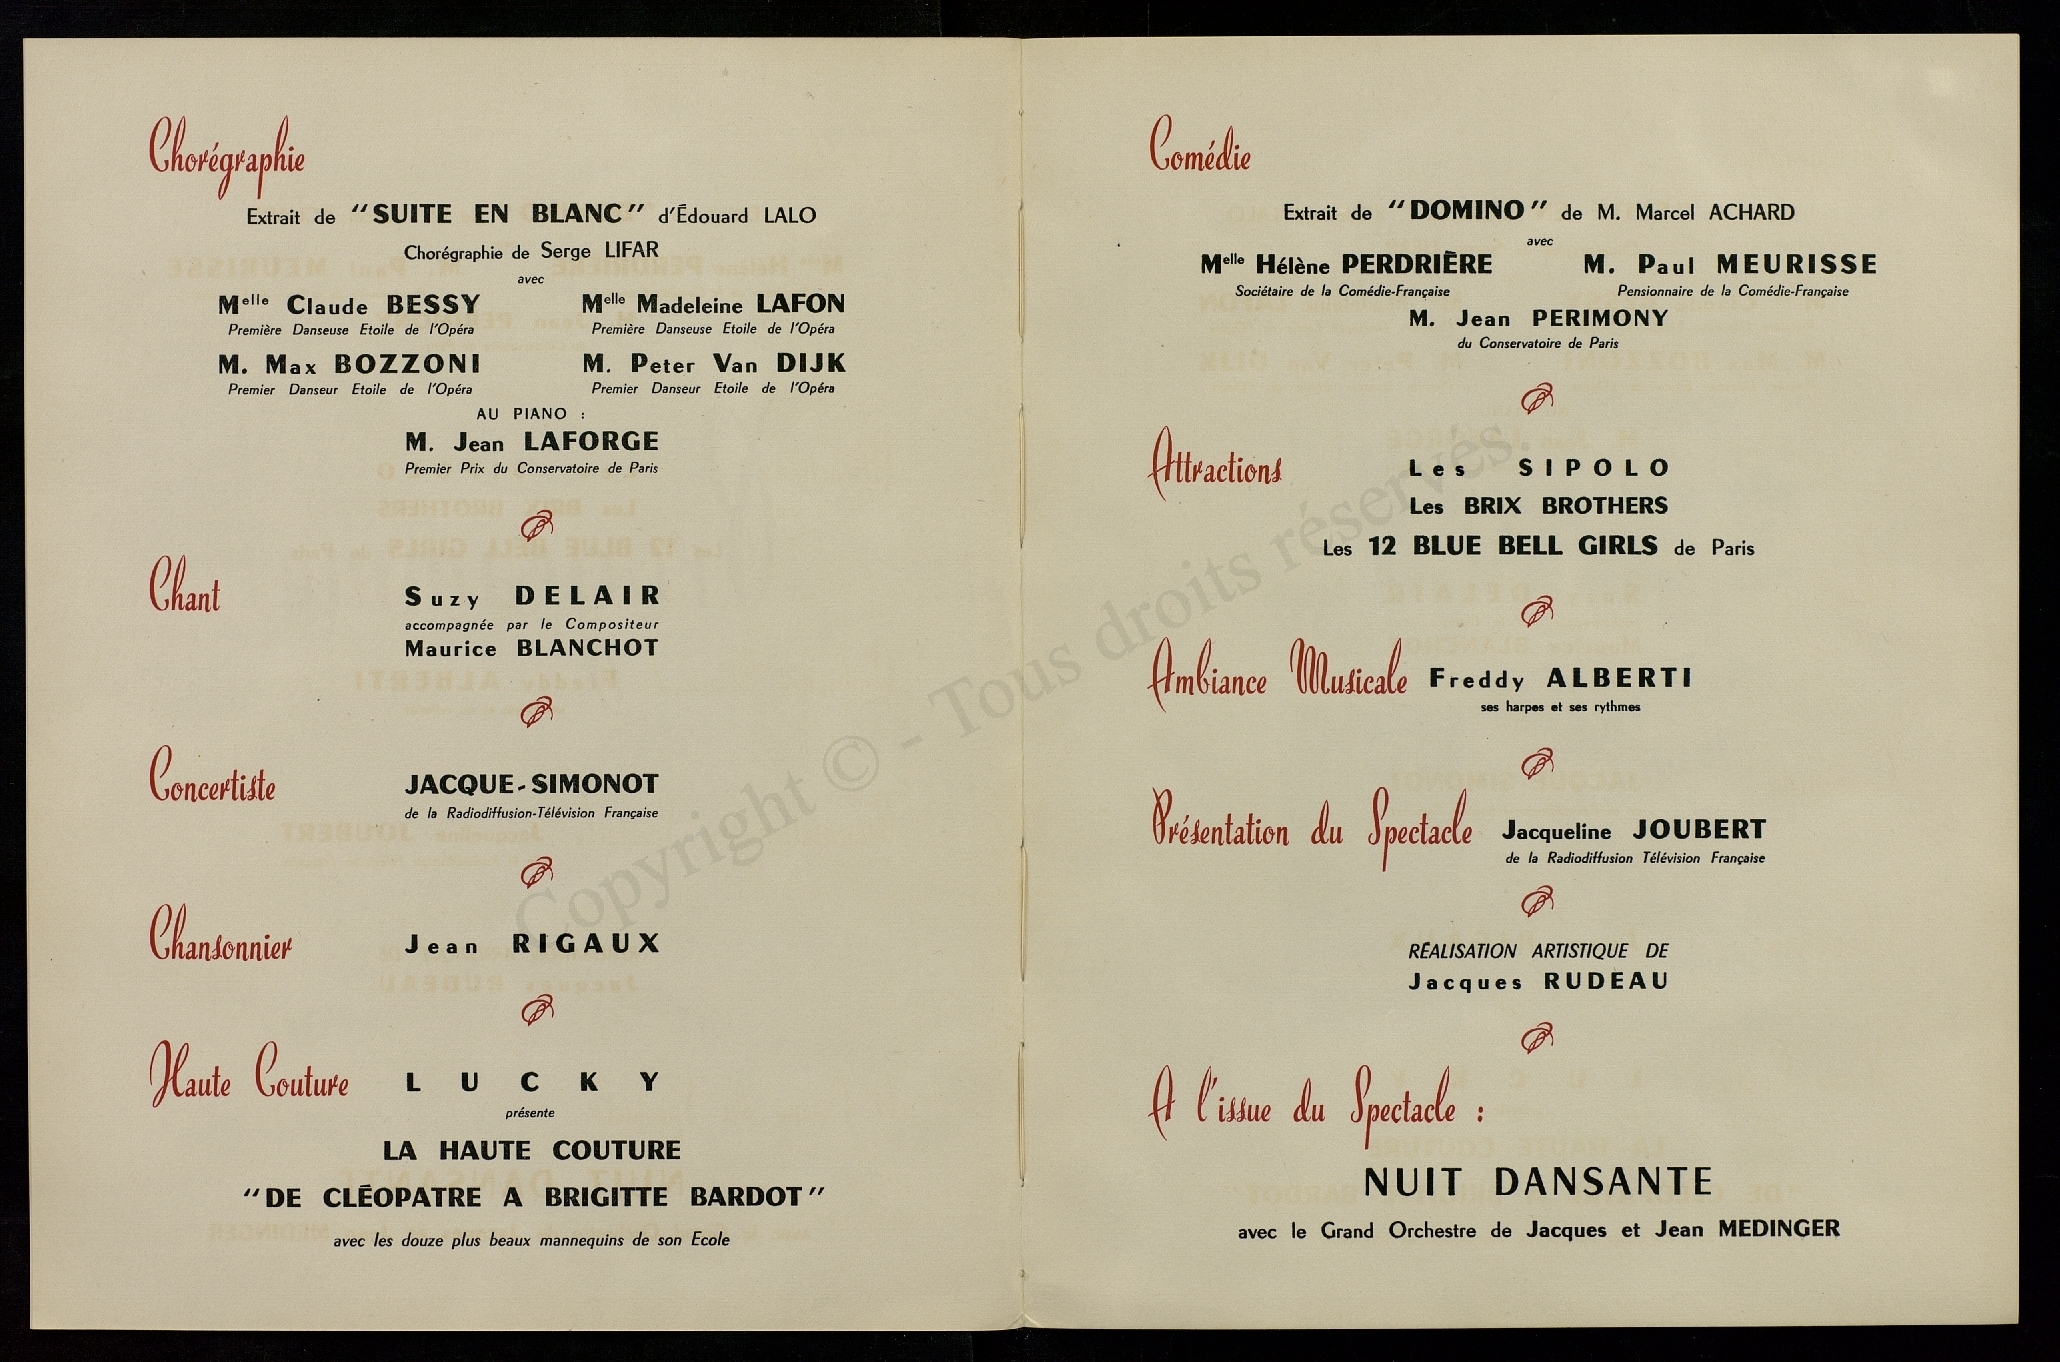 Chorégraphie
Extrait de "SUITE EN BLANC" d'Édouard LALO
Chorégraphie de Serge LIFAR
avec
Melle Claude BESSY
Première Danseuse Etoile de l'Opéra
Melle Madeleine LAFON
Première Danseuse Etoile de l'Opéra
M. Max BOZZONI
Premier Danseur Etoile de l'Opéra
M. Peter Van DIJK
Premier Danseur Etoile de l'Opéra
AU PIANO :
M. Jean LAFORGE
Premier Prix du Conservatoire de Paris
Chant
Suzy DELAIR
accompagnée par le Compositeur
Maurice BLANCHOT
Concertiste
JACQUE-SIMONOT
de la Radiodiffusion-Télévision Française
Chansonnier
Jean RIGAUX
Haute Couture
LUCKY
présente
LA HAUTE COUTURE
"DE CLÉOPATRE A BRIGITTE BARDOT"
avec les douze plus beaux mannequins de son Ecole
Comédie
Extrait de "DOMINO" de M. Marcel ACHARD
avec
Melle Hélène PERDRIÈRE
Sociétaire de la Comédie-Française
M. Paul MEURISSE
Pensionnaire de la Comédie-Française
M. Jean PERIMONY
du Conservatoire de Paris
Attractions
Les SIPOLO
Les BRIX BROTHERS
Les 12 BLUE BELL GIRLS de Paris
Ambiance Musicale Freddy ALBERTI
ses harpes et ses rythmes
Présentation du Spectacle Jacqueline JOUBERT
de la Radiodiffusion Télévision Française
RÉALISATION ARTISTIQUE DE
Jacques RUDEAU
A l'issue du Spectacle :
NUIT DANSANTE
avec le Grand Orchestre de Jacques et Jean MEDINGER
Copyright © - Tous droits réservés.